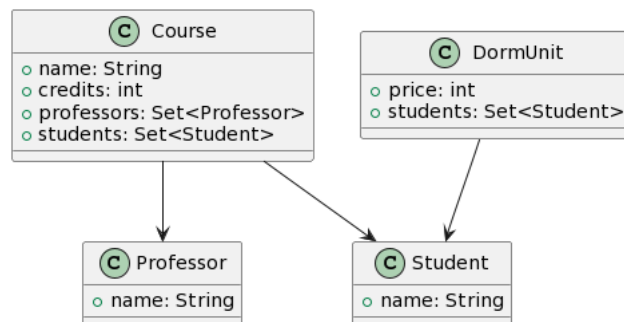 C Course
name: String
credits: int
professors: Set<Professor>
students: Set<Student>
C DormUnit
price: int
students: Set<Student>
C Professor
name: String
C Student
name: String